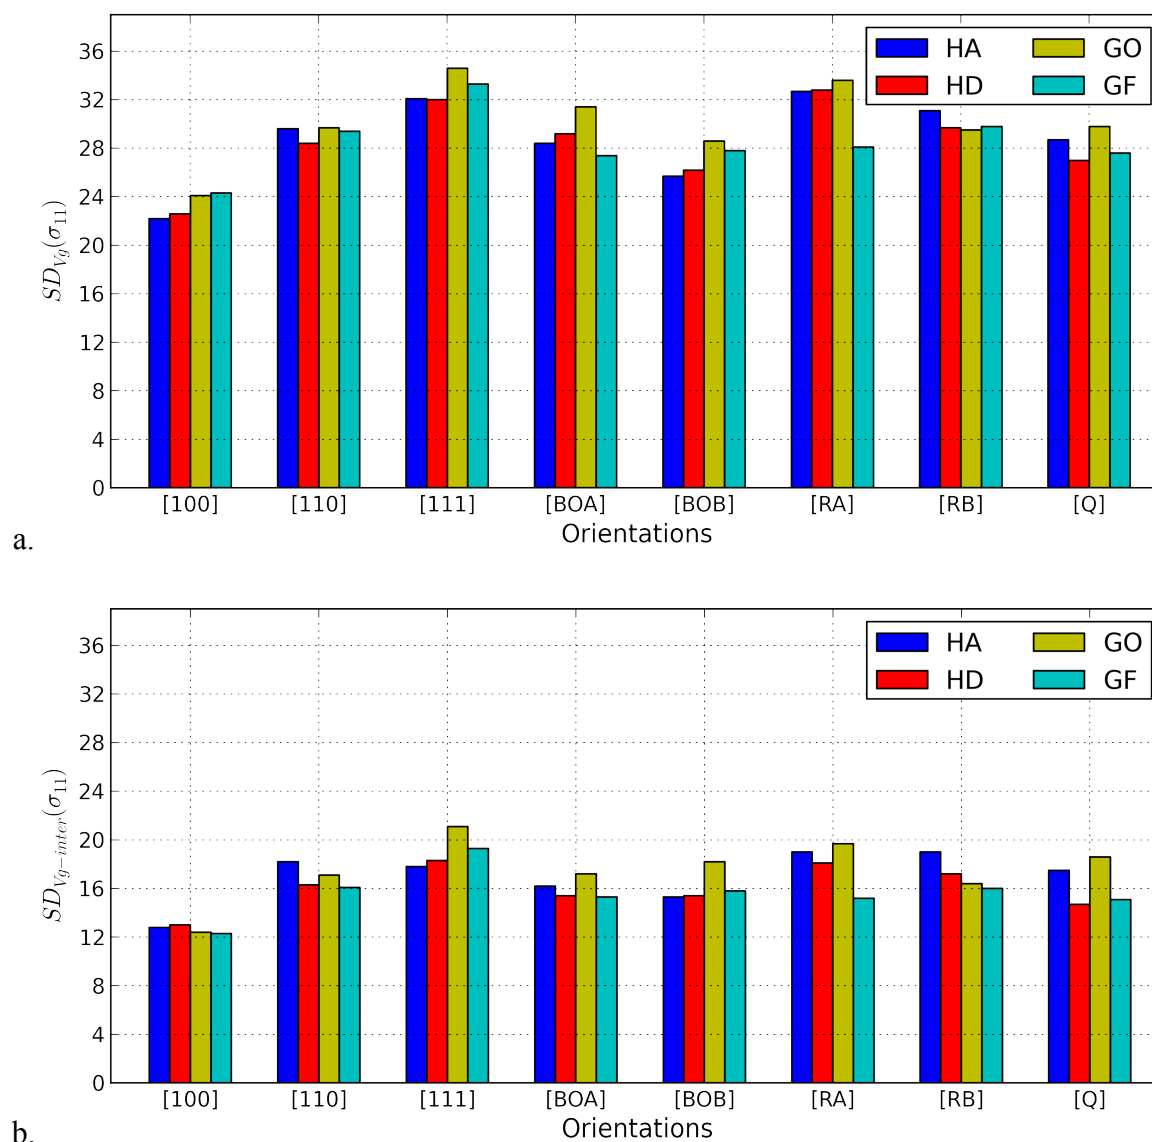 36
32
28
24
20
16
12
8
4
0
SD_{Vg}(σ_{11})
HA
GO
HD
GF
[100] [110] [111] [BOA] [BOB] [RA] [RB] [Q]
Orientations
a.
36
32
28
24
20
16
12
8
4
0
SD_{Vg-inter}(σ_{11})
HA
GO
HD
GF
[100] [110] [111] [BOA] [BOB] [RA] [RB] [Q]
Orientations
b.